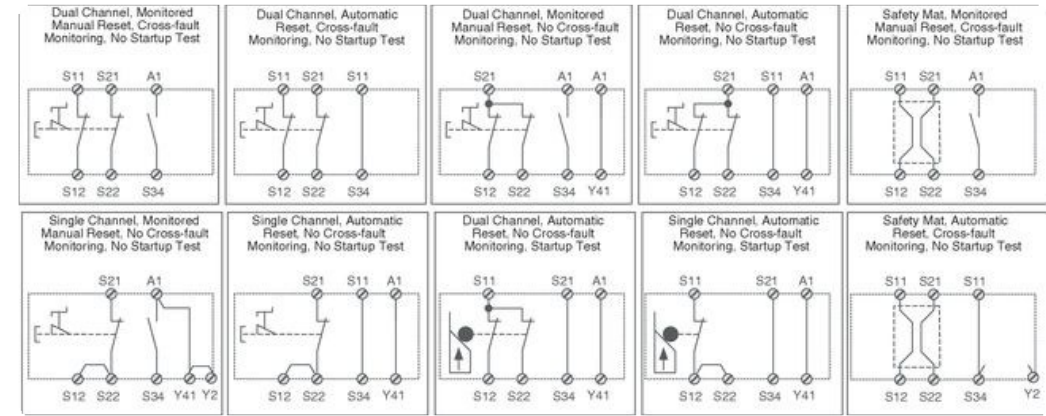 Dual Channel, Monitored
Manual Reset, Cross-fault
Monitoring, No Startup Test
S11 S21 A1
S12 S22 S34
Dual Channel, Automatic
Reset, Cross-fault
Monitoring, No Startup Test
S11 S21 S11
S12 S22 S34
Dual Channel, Monitored
Manual Reset, No Cross-fault
Monitoring, No Startup Test
S21 A1 A1
S12 S22 S34 Y41
Dual Channel, Automatic
Reset, No Cross-fault
Monitoring, No Startup Test
S21 S11 A1
S12 S22 S34 Y41
Safety Mat, Monitored
Manual Reset, Cross-fault
Monitoring, No Startup Test
S11 S21 A1
S12 S22 S34
Single Channel, Monitored
Manual Reset, No Cross-fault
Monitoring, No Startup Test
S21 A1
S12 S22 S34 Y41 Y2
Single Channel, Automatic
Reset, No Cross-fault
Monitoring, No Startup Test
S21 S11 A1
S12 S22 S34 Y41
Dual Channel, Automatic
Reset, No Cross-fault
Monitoring, Startup Test
S11 S21 A1
S12 S22 S34 Y41
Single Channel, Automatic
Reset, No Cross-fault
Monitoring, Startup Test
S11 S21 A1
S12 S22 S34 Y41
Safety Mat, Automatic
Reset, Cross-fault
Monitoring, No Startup Test
S11 S21 S11
S12 S22 S34 Y2